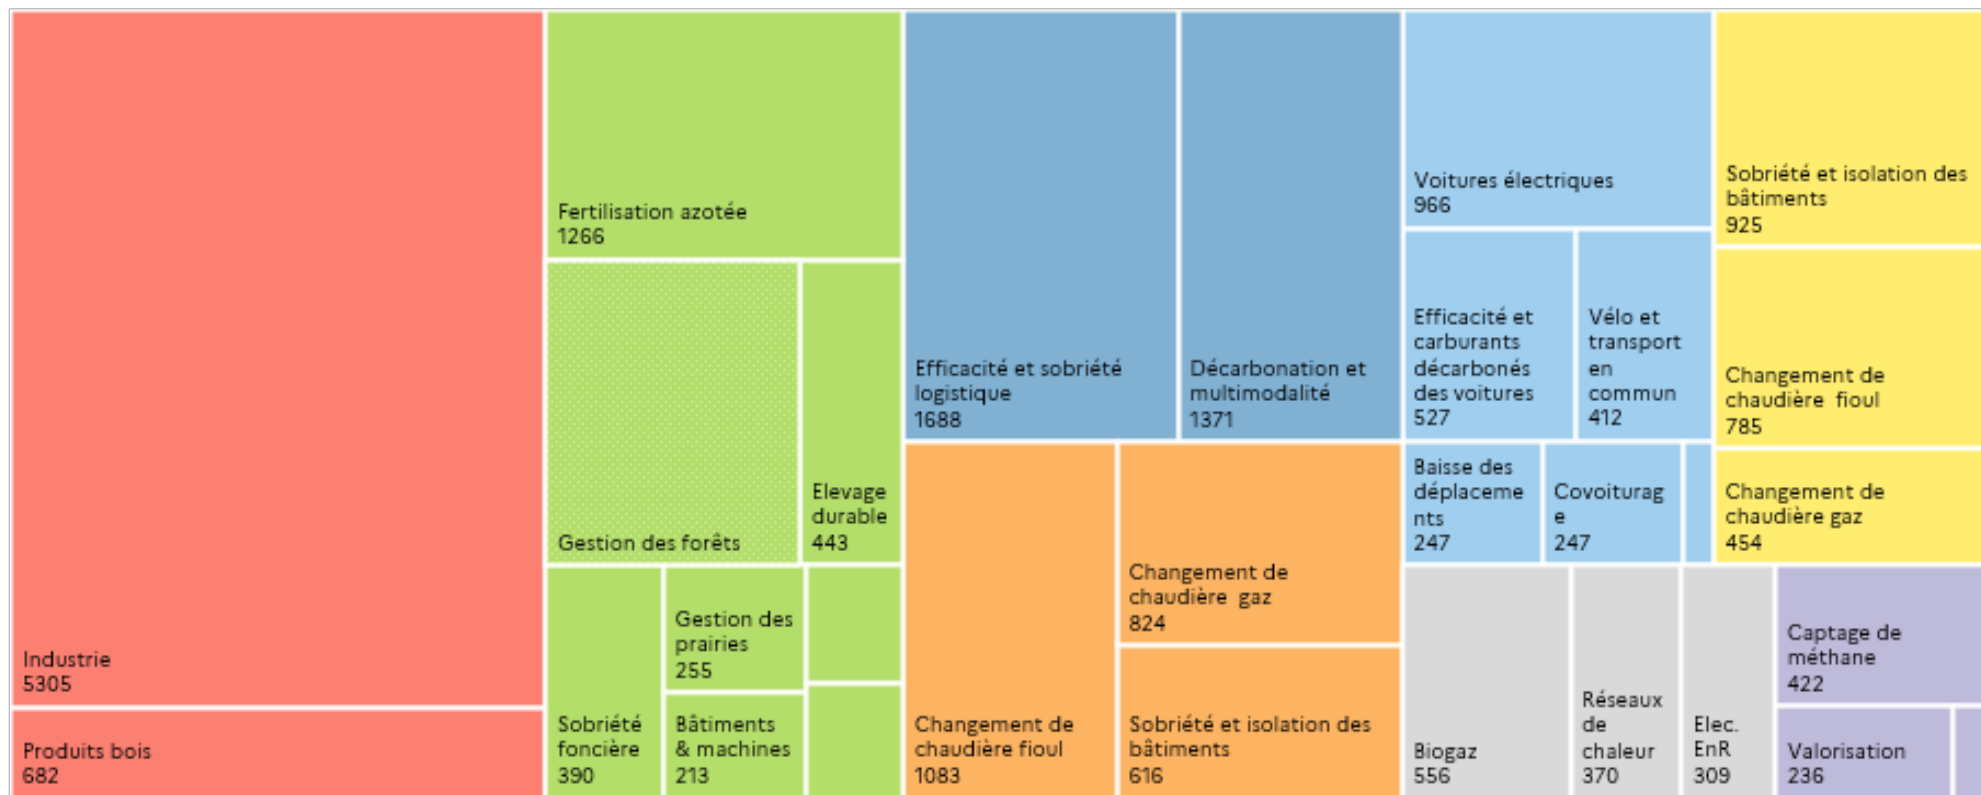 Industrie
5305
Produits bois
682
Fertilisation azotée
1266
Gestion des forêts
Elevage
durable
443
Sobriété
foncière
390
Gestion des
prairies
255
Bâtiments
& machines
213
Efficacité et sobriété
logistique
1688
Décarbonation et
multimodalité
1371
Changement de
chaudière fioul
1083
Changement de
chaudière  gaz
824
Sobriété et isolation des
bâtiments
616
Voitures électriques
966
Efficacité et
carburants
décarbonés
des voitures
527
Vélo et
transport
en
commun
412
Baisse des
déplaceme
nts
247
Covoiturag
e
247
Sobriété et isolation des
bâtiments
925
Changement de
chaudière  fioul
785
Changement de
chaudière gaz
454
Biogaz
556
Réseaux
de
chaleur
370
Elec.
EnR
309
Captage de
méthane
422
Valorisation
236